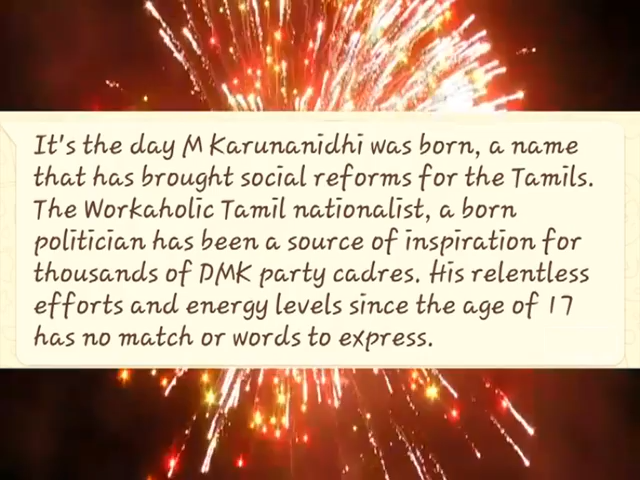 It's the day M Karunanidhi was born, a name
that has brought social reforms for the Tamils.
The Workaholic Tamil nationalist, a born
politician has been a source of inspiration for
thousands of DMK party cadres. His relentless
efforts and energy levels since the age of 17
has no match or words to express.